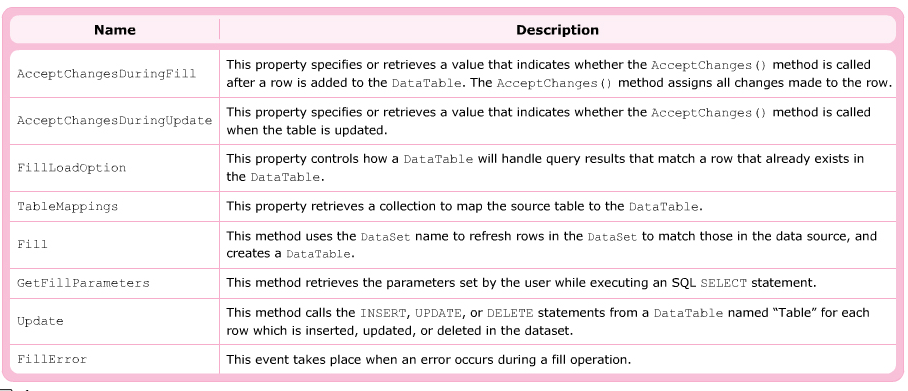 Name Description
AcceptChangesDuringFill This property specifies or retrieves a value that indicates whether the AcceptChanges() method is called
after a row is added to the DataTable. The AcceptChanges() method assigns all changes made to the row.
AcceptChangesDuringUpdate This property specifies or retrieves a value that indicates whether the AcceptChanges() method is called
when the table is updated.
FillLoadOption This property controls how a DataTable will handle query results that match a row that already exists in
the DataTable.
TableMappings This property retrieves a collection to map the source table to the DataTable.
Fill This method uses the DataSet name to refresh rows in the DataSet to match those in the data source, and
creates a DataTable.
GetFillParameters This method retrieves the parameters set by the user while executing an SQL SELECT statement.
Update This method calls the INSERT, UPDATE, or DELETE statements from a DataTable named “Table” for each
row which is inserted, updated, or deleted in the dataset.
FillError This event takes place when an error occurs during a fill operation.